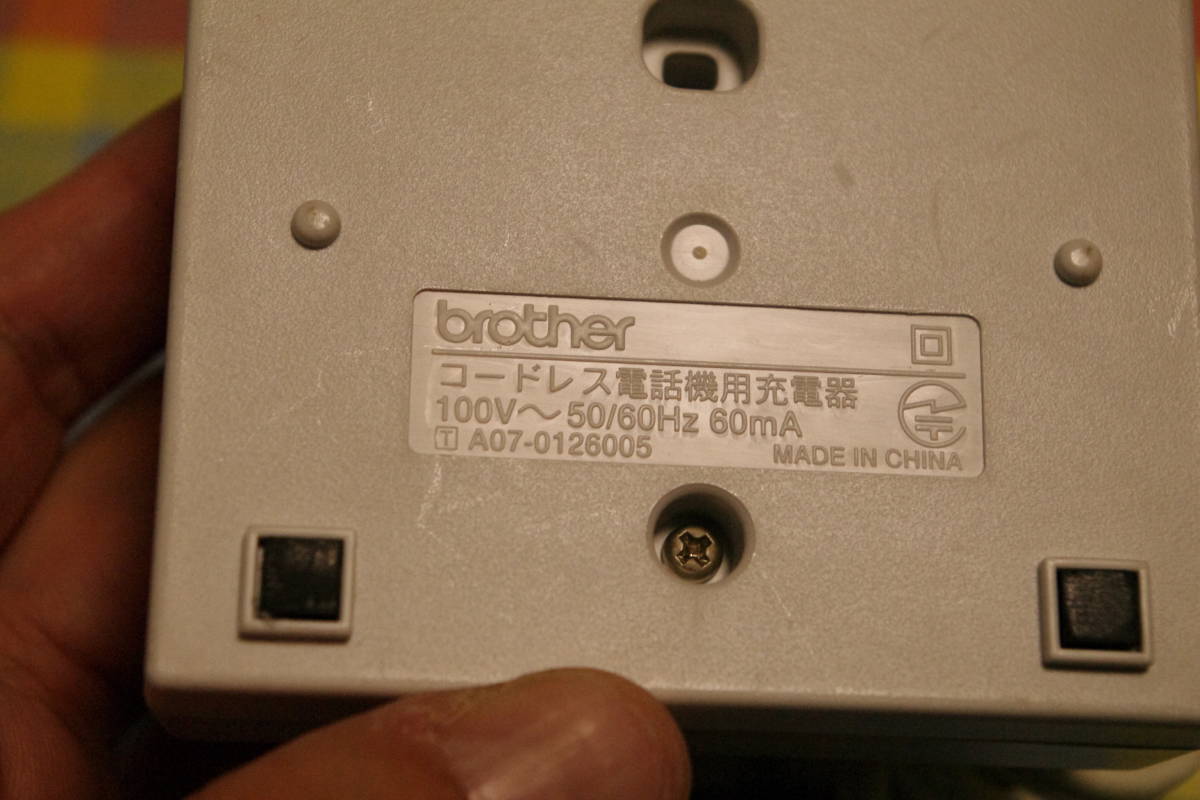 brother
コードレス電話機用充電器
100V～ 50/60Hz 60mA
T A07-0126005
MADE IN CHINA